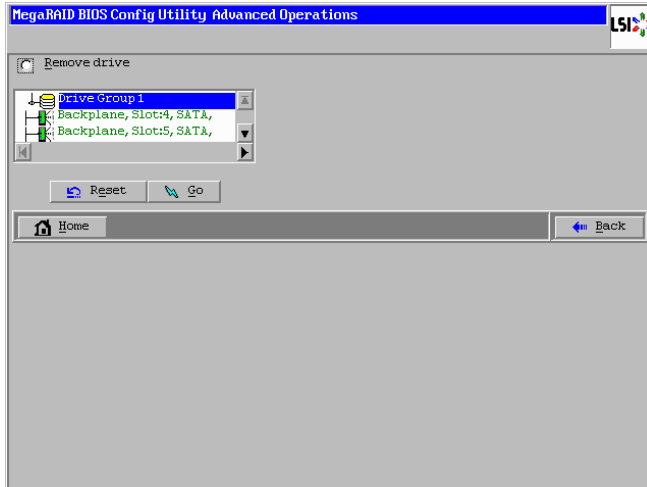 MegaRAID BIOS Config Utility Advanced Operations
LSI
Remove drive
Drive Group 1
Backplane, Slot:4, SATA,
Backplane, Slot:5, SATA,
Reset Go
Home Back